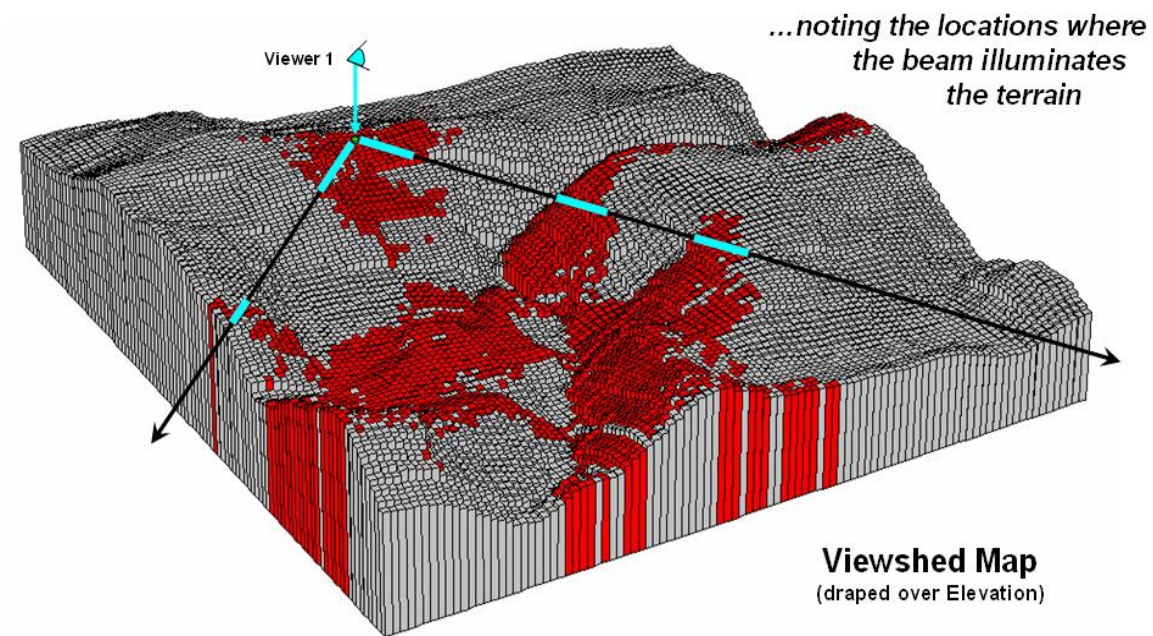 ...noting the locations where
the beam illuminates
the terrain
Viewer 1
Viewshed Map
(draped over Elevation)